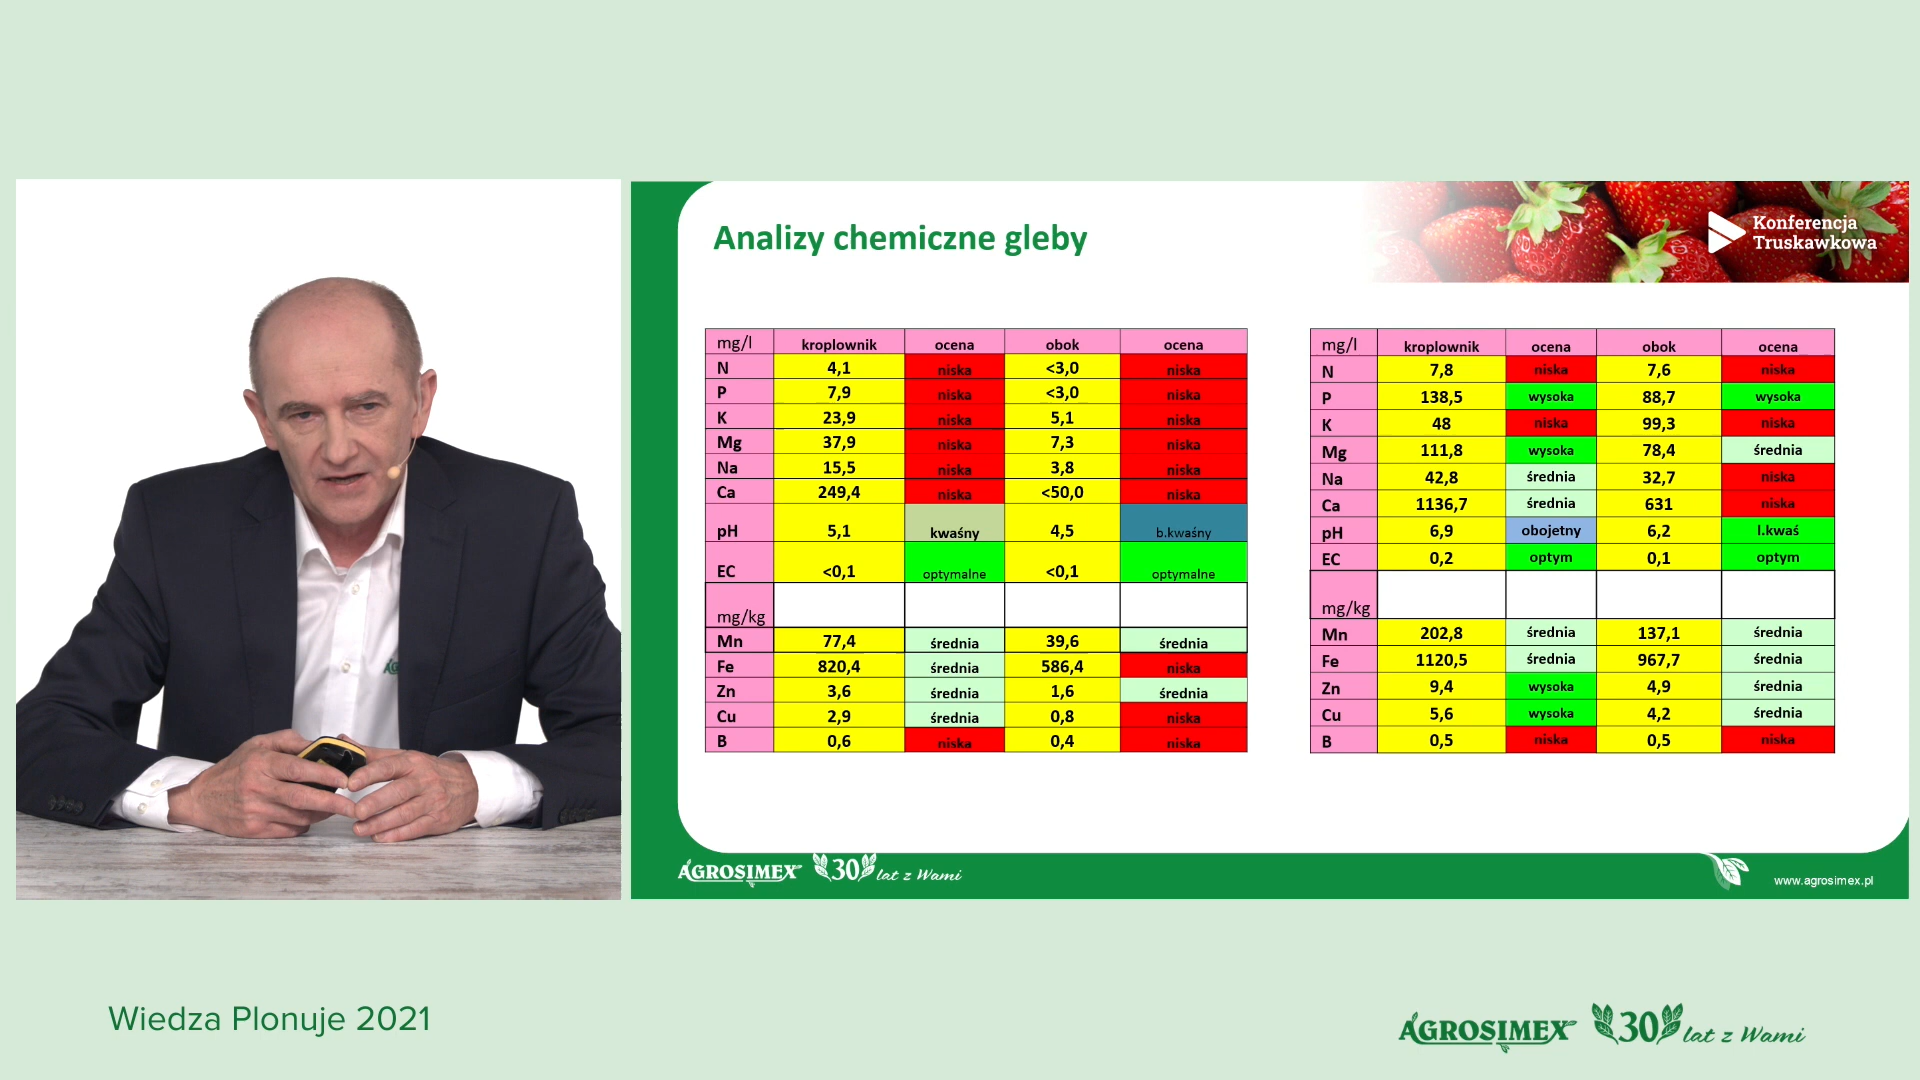 Analizy chemiczne gleby
Konferencja
Truskawkowa
mg/l kroplownik ocena obok ocena
N 4,1 niska <3,0 niska
P 7,9 niska <3,0 niska
K 23,9 niska 5,1 niska
Mg 37,9 niska 7,3 niska
Na 15,5 niska 3,8 niska
Ca 249,4 niska <50,0 niska
pH 5,1 kwaśny 4,5 b.kwaśny
EC <0,1 optymalne <0,1 optymalne
mg/kg
Mn 77,4 średnia 39,6 średnia
Fe 820,4 średnia 586,4 niska
Zn 3,6 średnia 1,6 średnia
Cu 2,9 średnia 0,8 niska
B 0,6 niska 0,4 niska
mg/l kroplownik ocena obok ocena
N 7,8 niska 7,6 niska
P 138,5 wysoka 88,7 wysoka
K 48 niska 99,3 niska
Mg 111,8 wysoka 78,4 średnia
Na 42,8 średnia 32,7 niska
Ca 1136,7 średnia 631 niska
pH 6,9 obojetny 6,2 l.kwaś
EC 0,2 optym 0,1 optym
mg/kg
Mn 202,8 średnia 137,1 średnia
Fe 1120,5 średnia 967,7 średnia
Zn 9,4 wysoka 4,9 średnia
Cu 5,6 wysoka 4,2 średnia
B 0,5 niska 0,5 niska
AGROSIMEX 30 lat z Wami
www.agrosimex.pl
Wiedza Plonuje 2021
AGROSIMEX 30 lat z Wami